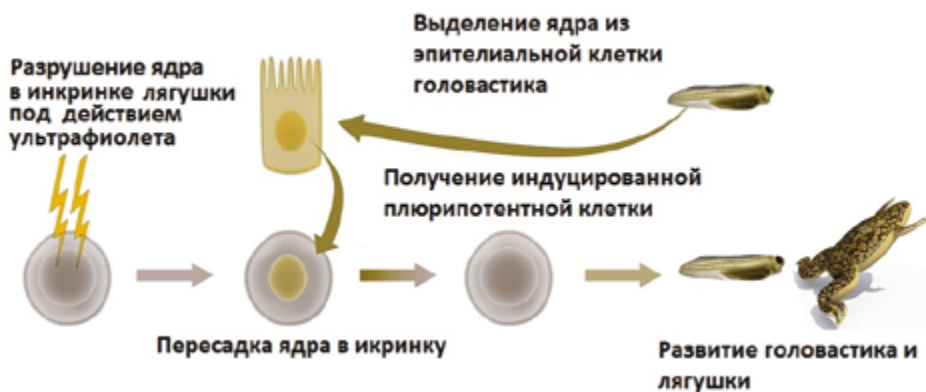 Разрушение ядра
в инкринке лягушки
под действием
ультрафиолета
Выделение ядра из
эпителиальной клетки
головастика
Получение индуцированной
плюрипотентной клетки
Пересадка ядра в икринку
Развитие головастика и
лягушки